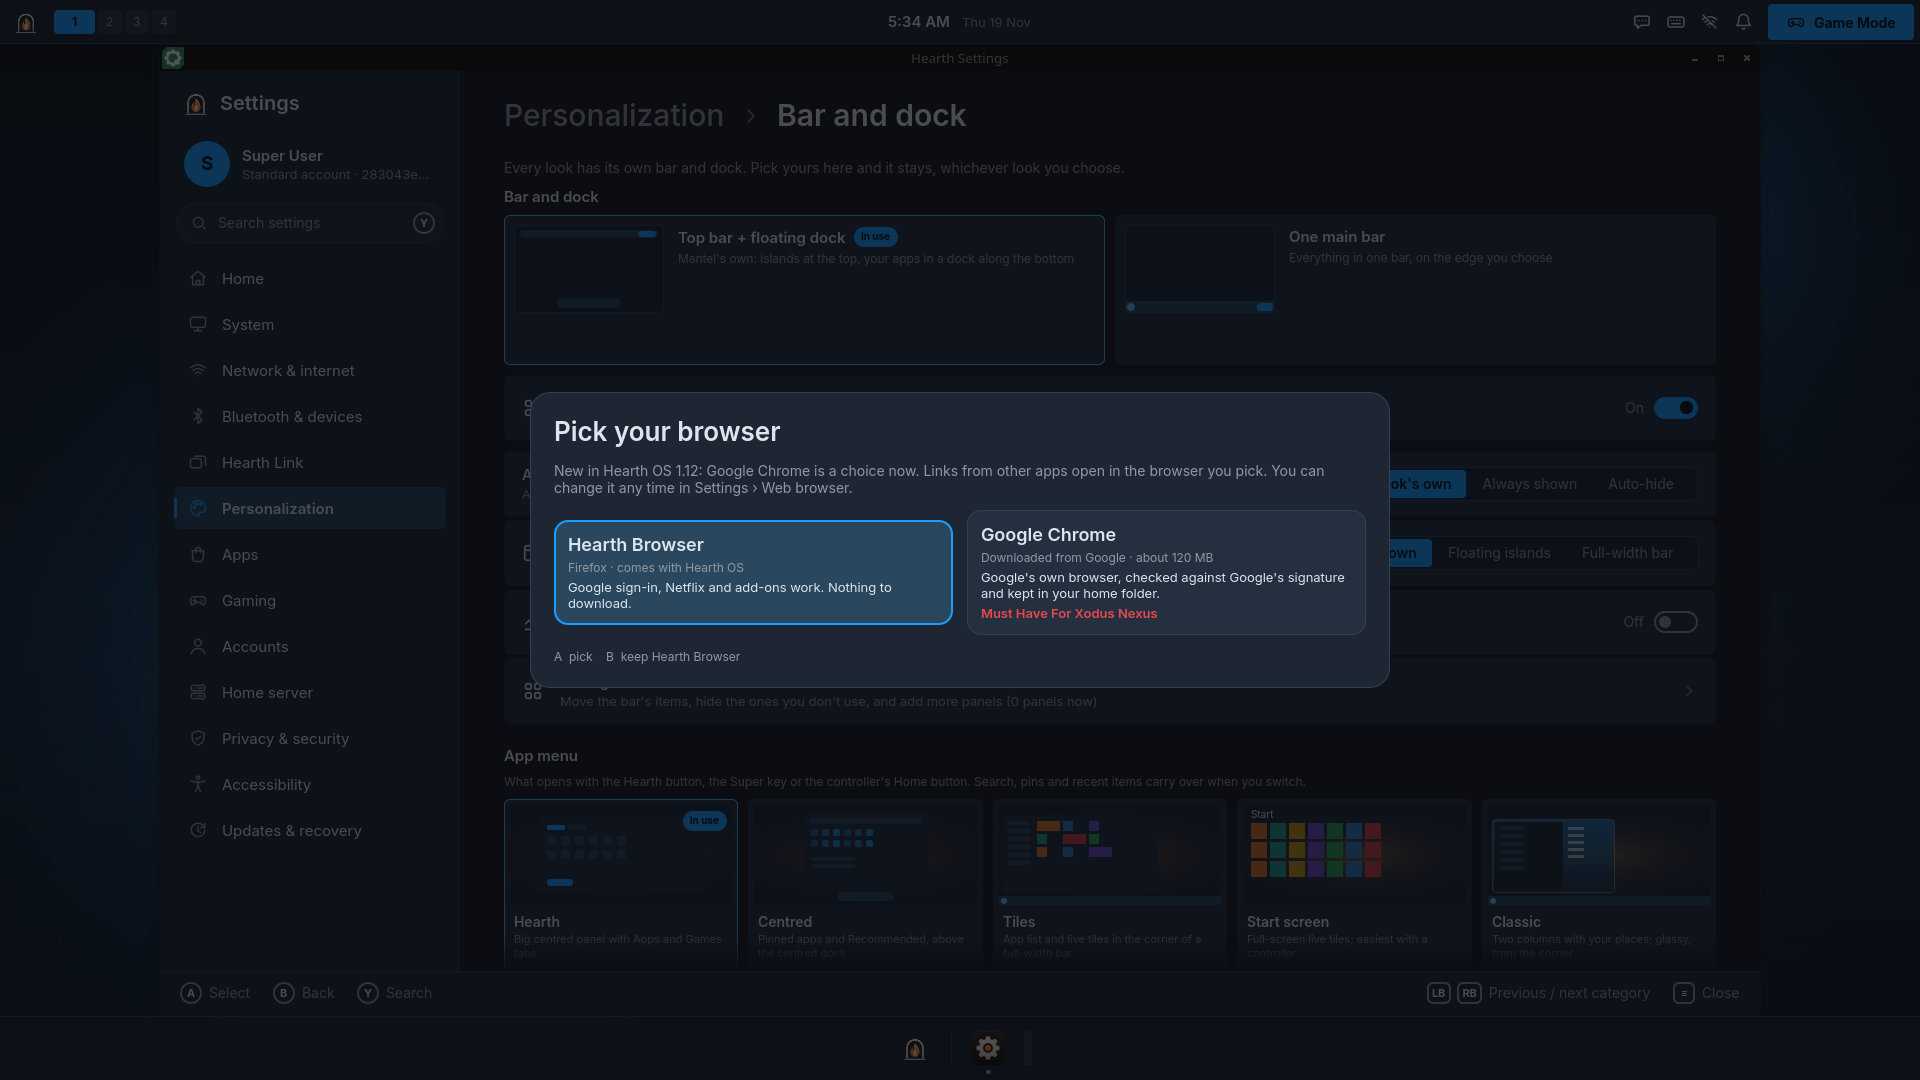 1 2 3 4
5:34 AM Thu 19 Nov
Game Mode
Hearth Settings
Settings
S
Super User
Standard account · 283043e...
Search settings Y
Home
System
Network & internet
Bluetooth & devices
Hearth Link
Personalization
Apps
Gaming
Accounts
Home server
Privacy & security
Accessibility
Updates & recovery
Personalization › Bar and dock
Every look has its own bar and dock. Pick yours here and it stays, whichever look you choose.
Bar and dock
Top bar + floating dock In use
Mantel's own: islands at the top, your apps in a dock along the bottom
One main bar
Everything in one bar, on the edge you choose
On
ok's own Always shown Auto-hide
own Floating islands Full-width bar
Off
Pick your browser
New in Hearth OS 1.12: Google Chrome is a choice now. Links from other apps open in the browser you pick. You can
change it any time in Settings › Web browser.
Hearth Browser
Firefox · comes with Hearth OS
Google sign-in, Netflix and add-ons work. Nothing to
download.
Google Chrome
Downloaded from Google · about 120 MB
Google's own browser, checked against Google's signature
and kept in your home folder.
Must Have For Xodus Nexus
A pick B keep Hearth Browser
Move the bar's items, hide the ones you don't use, and add more panels (0 panels now)
App menu
What opens with the Hearth button, the Super key or the controller's Home button. Search, pins and recent items carry over when you switch.
In use
Hearth
Big centred panel with Apps and Games
tabs
Centred
Pinned apps and Recommended, above
the centred dock
Tiles
App list and live tiles in the corner of a
full-width bar
Start
Start screen
Full-screen live tiles; easiest with a
controller
Classic
Two columns with your places; glassy,
from the corner
A Select B Back Y Search
LB RB Previous / next category ≡ Close